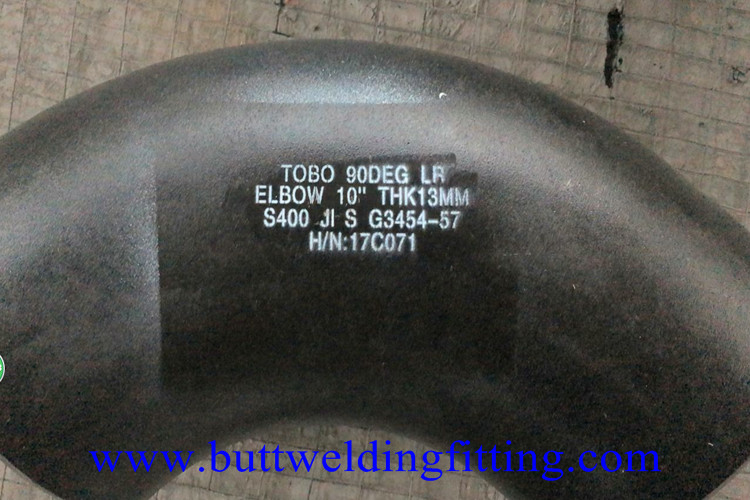 TOBO 90DEG LR
ELBOW 10" THK13MM
S400 JI S G3454-57
H/N:17C071
www.buttweldingfitting.com